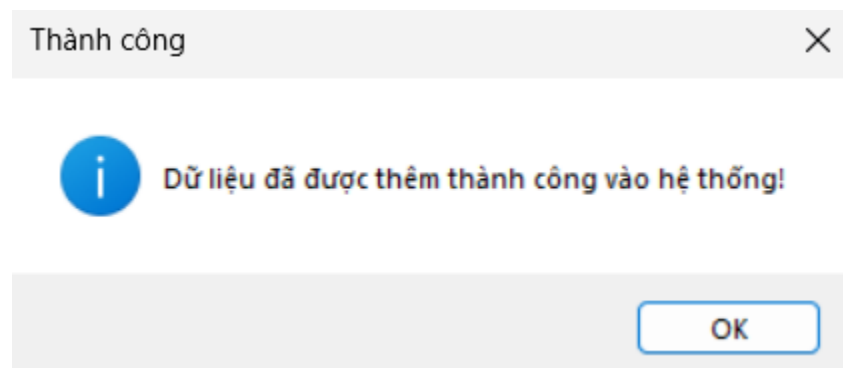 Thành công
Dữ liệu đã được thêm thành công vào hệ thống!
OK